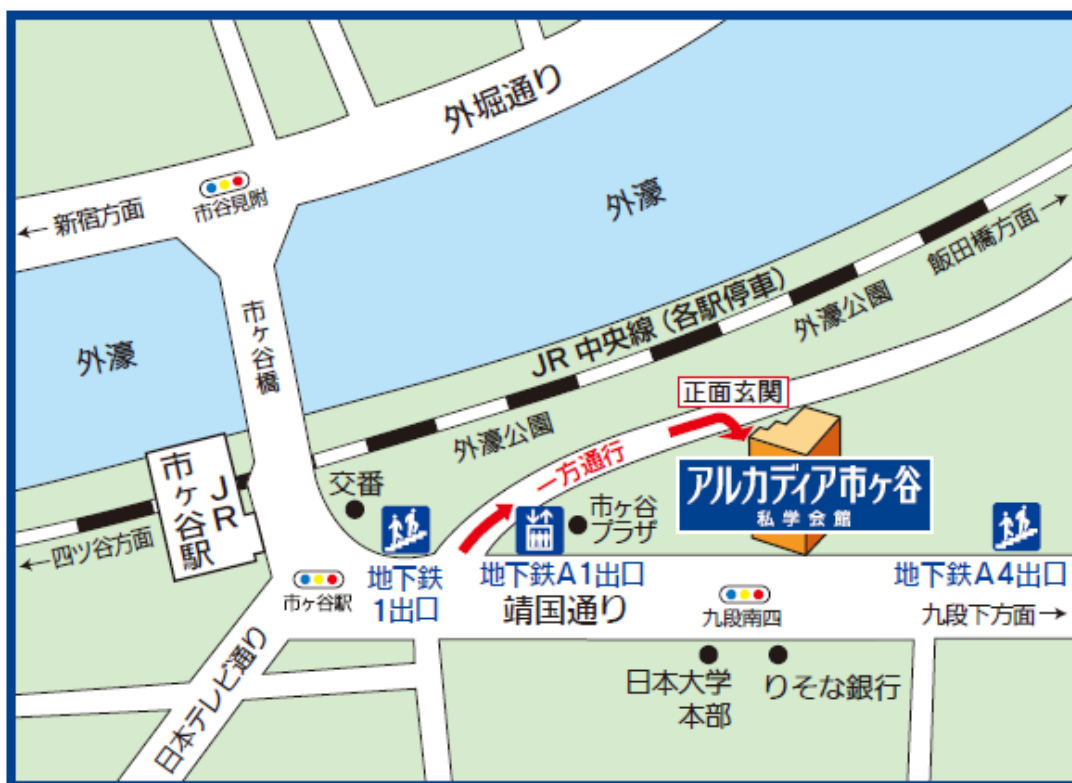 外堀通り
市谷見附
←新宿方面
外濠
飯田橋方面→
市ヶ谷橋
外濠
JR 中央線（各駅停車）
外濠公園
正面玄関
外濠公園
一方通行
アルカディア市ヶ谷
私学会館
JR
市ヶ谷駅
交番
市ヶ谷
プラザ
←四ツ谷方面
市ヶ谷駅
地下鉄
1出口
地下鉄A1出口
靖国通り
九段南四
地下鉄A4出口
九段下方面→
日本テレビ通り
日本大学
本部
りそな銀行